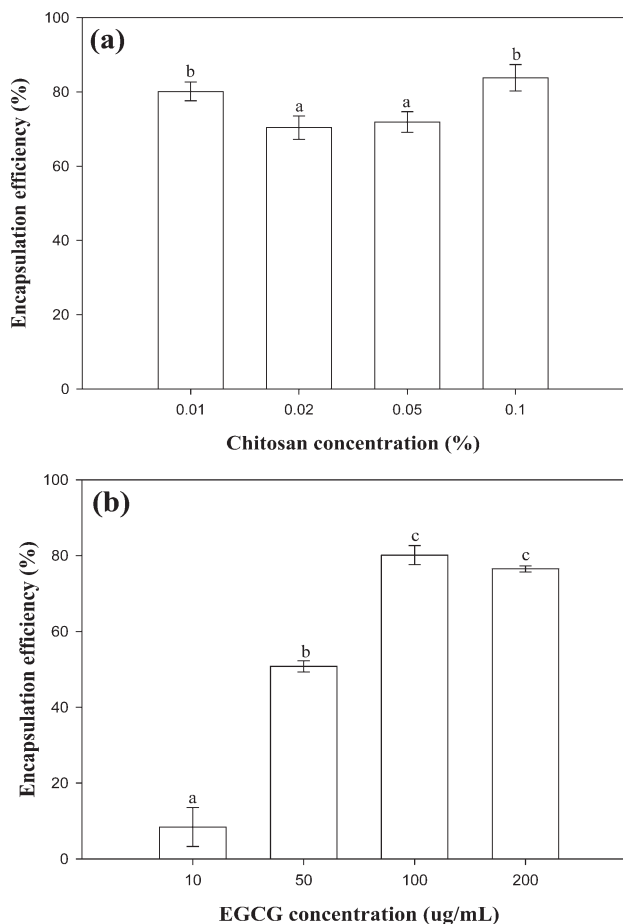 (a)
Encapsulation efficiency (%)
100
80
60
40
20
0
b
a
a
b
0.01 0.02 0.05 0.1
Chitosan concentration (%)
(b)
Encapsulation efficiency (%)
100
80
60
40
20
0
a
b
c
c
10 50 100 200
EGCG concentration (ug/mL)